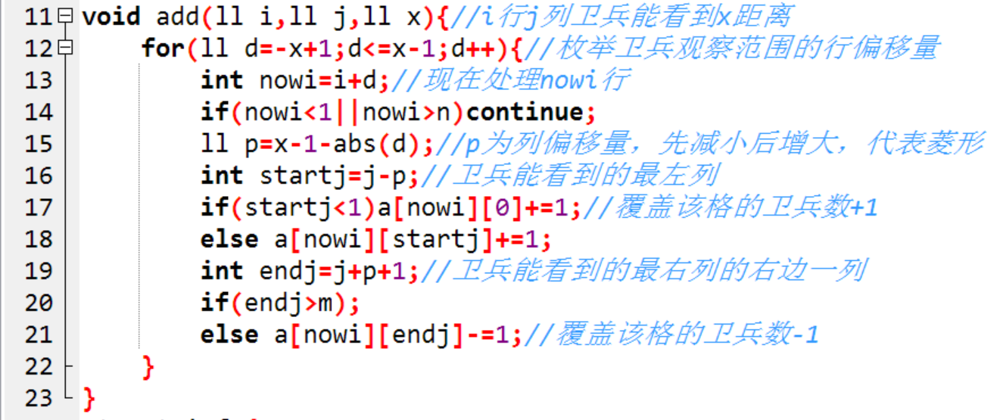 11 void add(ll i,ll j,ll x){//i行j列卫兵能看到x距离
12 for(ll d=-x+1;d<=x-1;d++){//枚举卫兵观察范围的行偏移量
13 int nowi=i+d;//现在处理nowi行
14 if(nowi<1||nowi>n)continue;
15 ll p=x-1-abs(d);//p为列偏移量，先减小后增大，代表菱形
16 int startj=j-p;//卫兵能看到的最左列
17 if(startj<1)a[nowi][0]+=1;//覆盖该格的卫兵数+1
18 else a[nowi][startj]+=1;
19 int endj=j+p+1;//卫兵能看到的最右列的右边一列
20 if(endj>m);
21 else a[nowi][endj]-=1;//覆盖该格的卫兵数-1
22 }
23 }